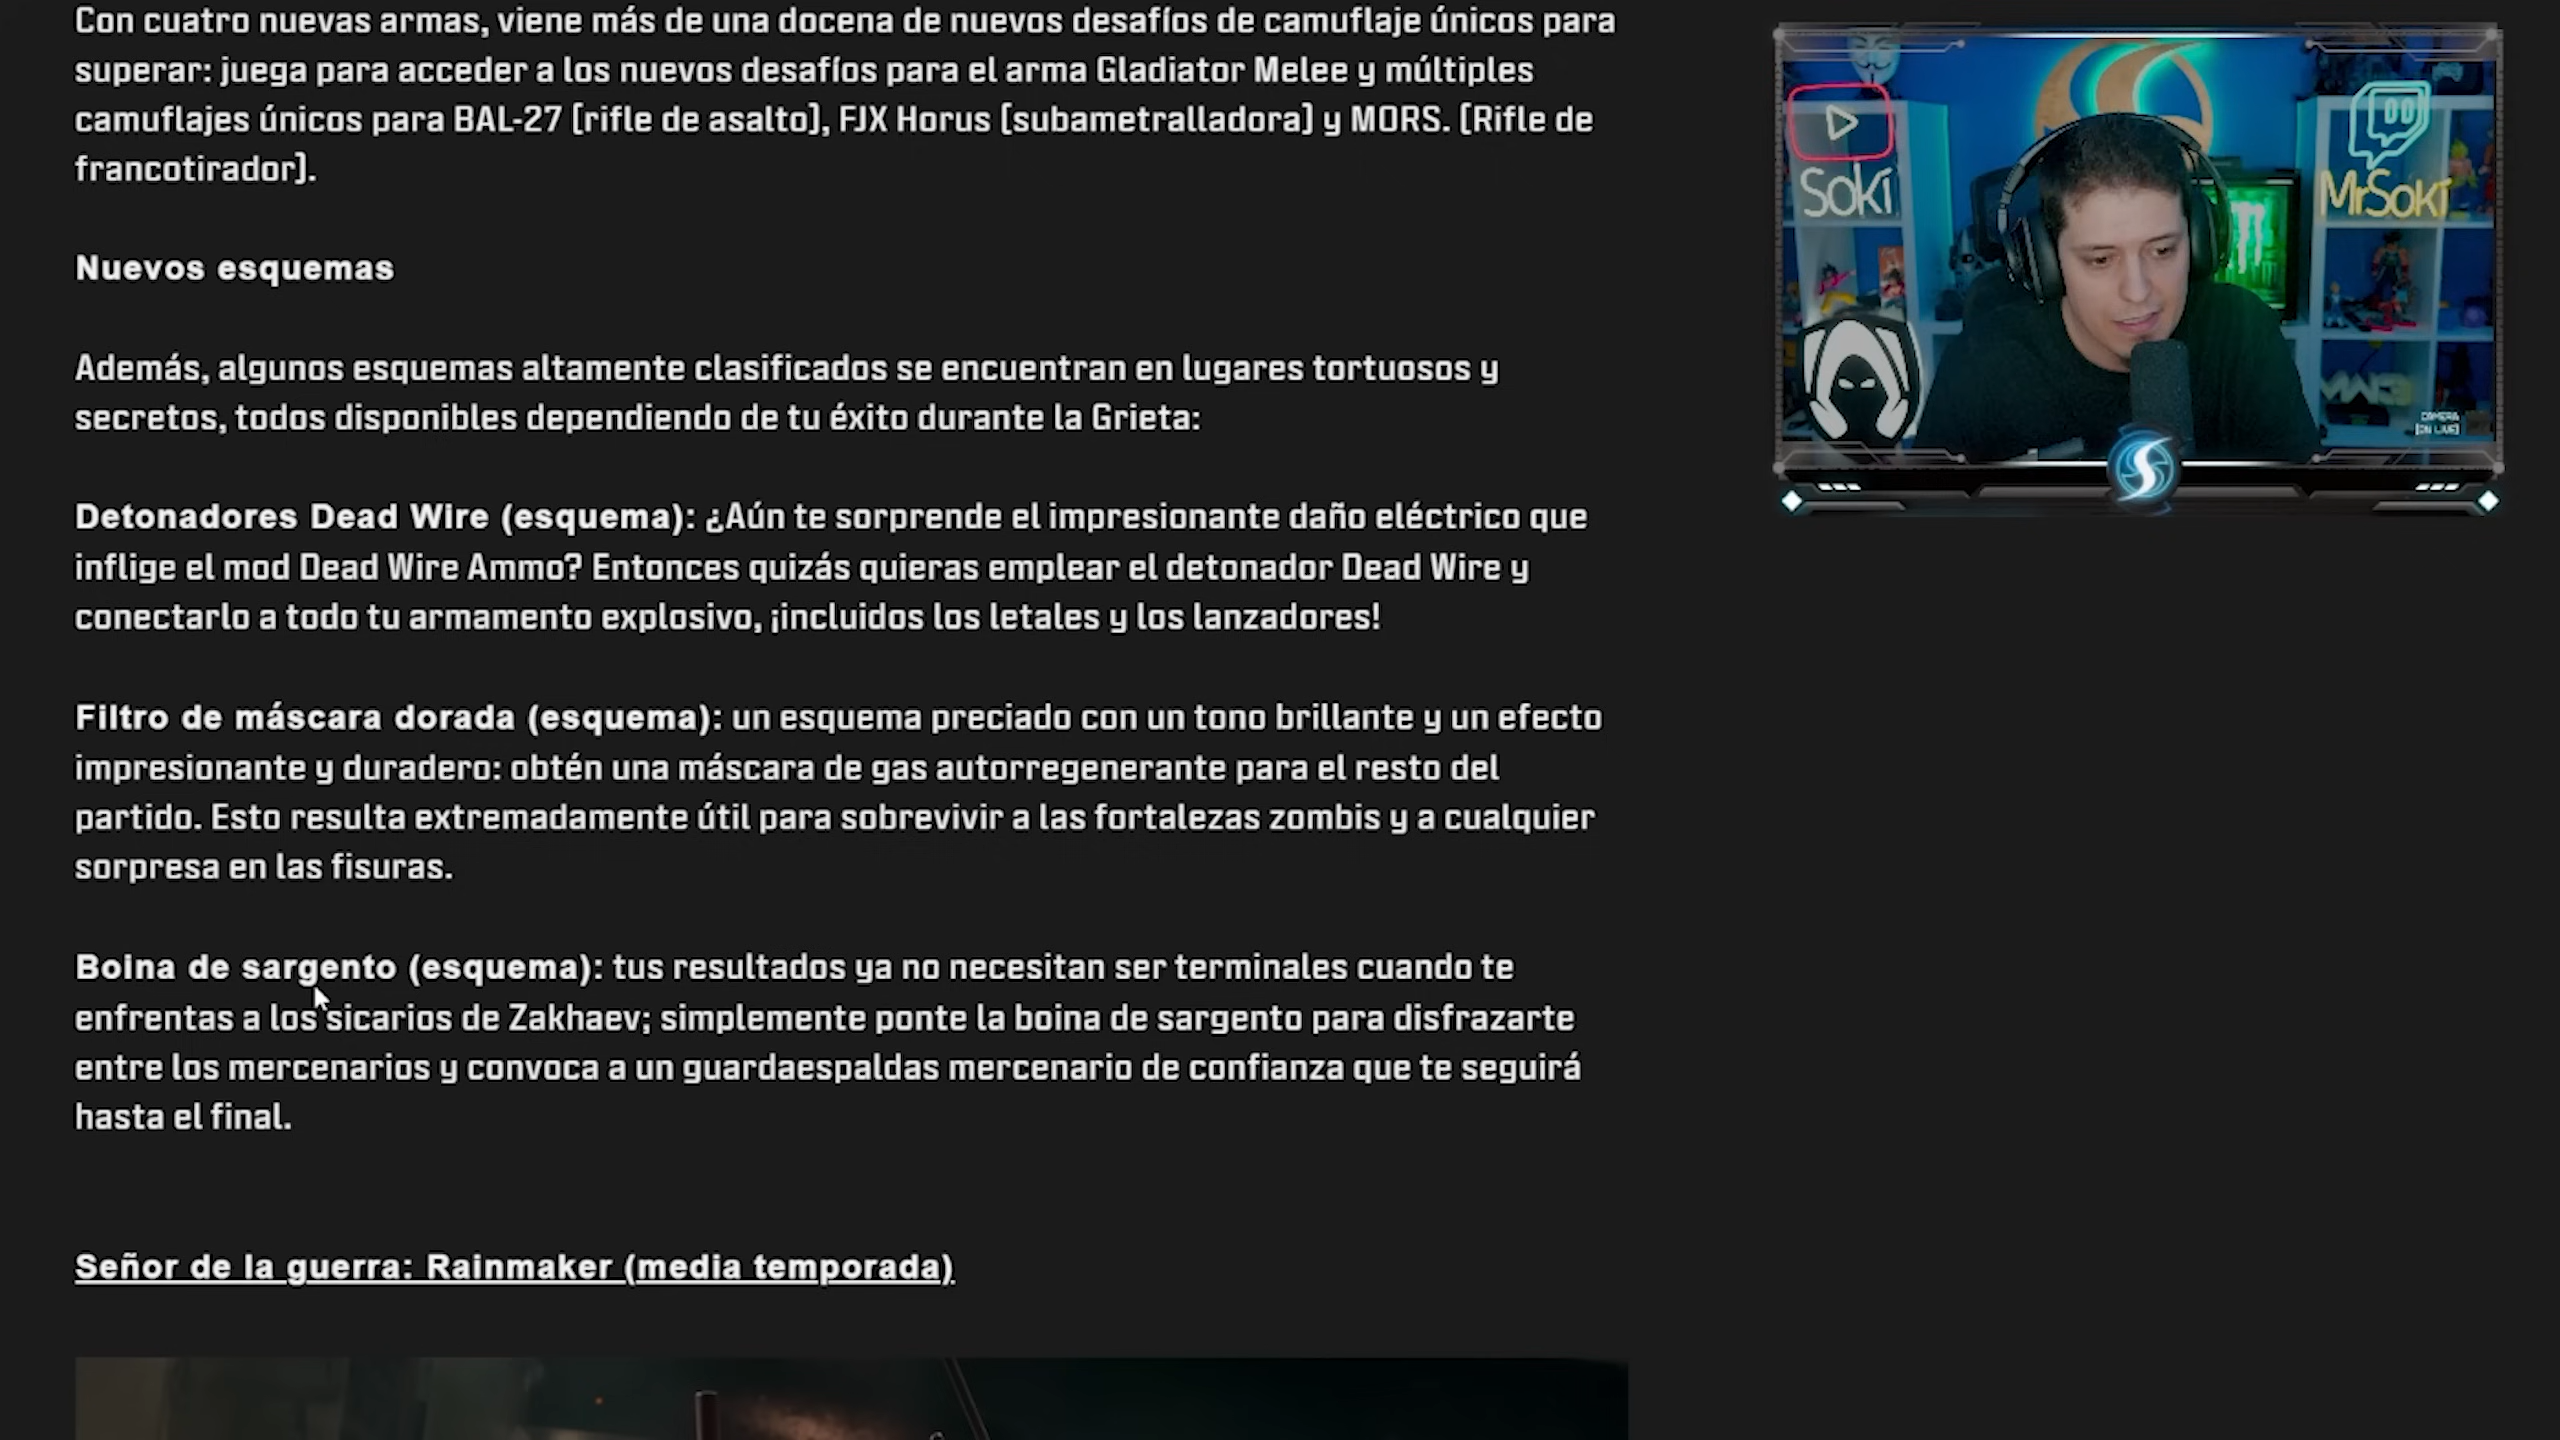 Con cuatro nuevas armas, viene más de una docena de nuevos desafíos de camuflaje únicos para
superar: juega para acceder a los nuevos desafíos para el arma Gladiator Melee y múltiples
camuflajes únicos para BAL-27 [rifle de asalto], FJX Horus [subametralladora] y MORS. [Rifle de
francotirador].
Nuevos esquemas
Además, algunos esquemas altamente clasificados se encuentran en lugares tortuosos y
secretos, todos disponibles dependiendo de tu éxito durante la Grieta:
Detonadores Dead Wire (esquema): ¿Aún te sorprende el impresionante daño eléctrico que
inflige el mod Dead Wire Ammo? Entonces quizás quieras emplear el detonador Dead Wire y
conectarlo a todo tu armamento explosivo, ¡incluidos los letales y los lanzadores!
Filtro de máscara dorada (esquema): un esquema preciado con un tono brillante y un efecto
impresionante y duradero: obtén una máscara de gas autorregenerante para el resto del
partido. Esto resulta extremadamente útil para sobrevivir a las fortalezas zombis y a cualquier
sorpresa en las fisuras.
Boina de sargento (esquema): tus resultados ya no necesitan ser terminales cuando te
enfrentas a los sicarios de Zakhaev; simplemente ponte la boina de sargento para disfrazarte
entre los mercenarios y convoca a un guardaespaldas mercenario de confianza que te seguirá
hasta el final.
Señor de la guerra: Rainmaker (media temporada)
Soki
MrSoki
MW3
CAMERA
[ON LIVE]